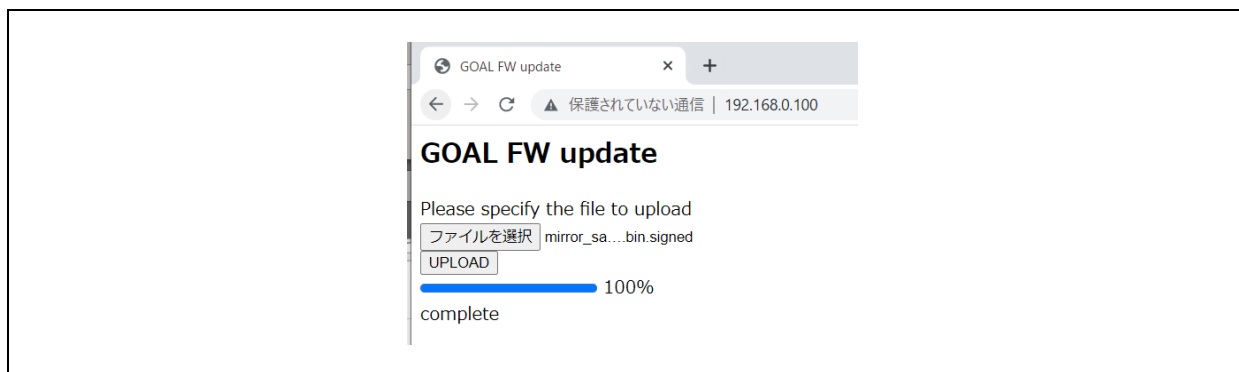 GOAL FW update
保護されていない通信 | 192.168.0.100
GOAL FW update
Please specify the file to upload
ファイルを選択 mirror_sa....bin.signed
UPLOAD
100%
complete